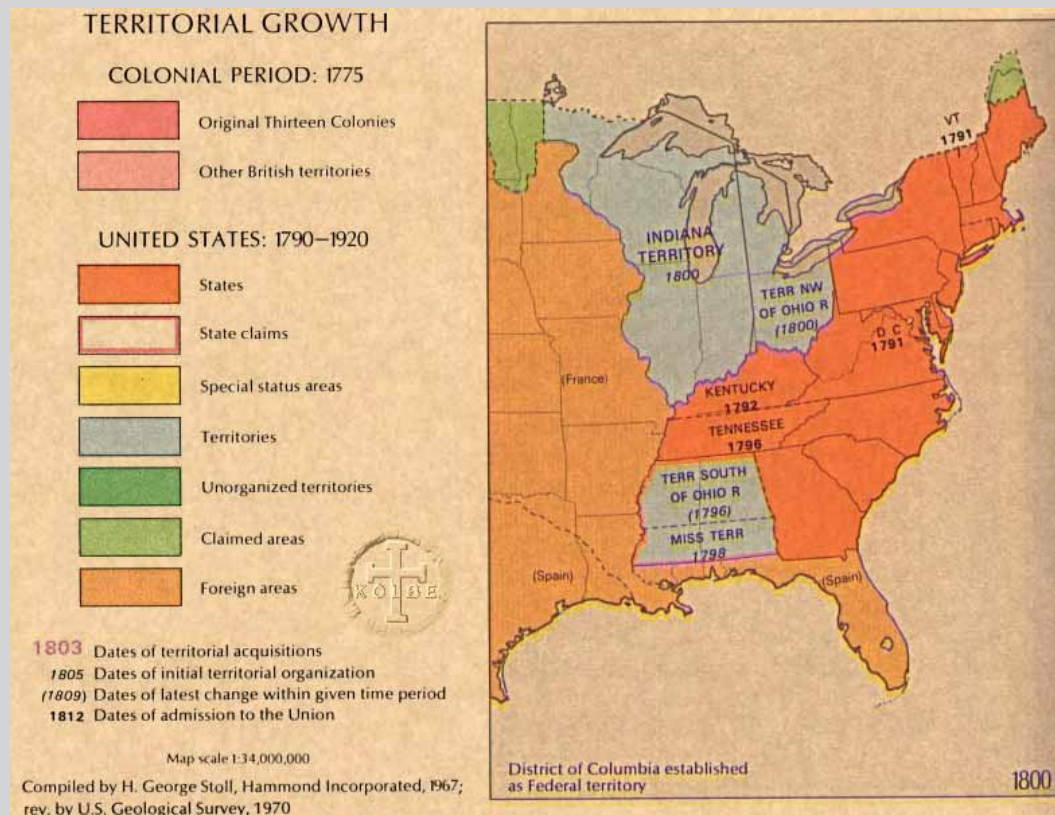 TERRITORIAL GROWTH
COLONIAL PERIOD: 1775
Original Thirteen Colonies
Other British territories
UNITED STATES: 1790–1920
States
State claims
Special status areas
Territories
Unorganized territories
Claimed areas
Foreign areas
KOLBE
1803 Dates of territorial acquisitions
1805 Dates of initial territorial organization
(1809) Dates of latest change within given time period
1812 Dates of admission to the Union
Map scale 1:34,000,000
Compiled by H. George Stoll, Hammond Incorporated, 1967;
rev. by U.S. Geological Survey, 1970
VT
1791
INDIANA
TERRITORY
1800
TERR NW
OF OHIO R
(1800)
D C
1791
(France)
KENTUCKY
1792
TENNESSEE
1796
TERR SOUTH
OF OHIO R
(1796)
MISS TERR
1798
(Spain)
(Spain)
District of Columbia established
as Federal territory
1800